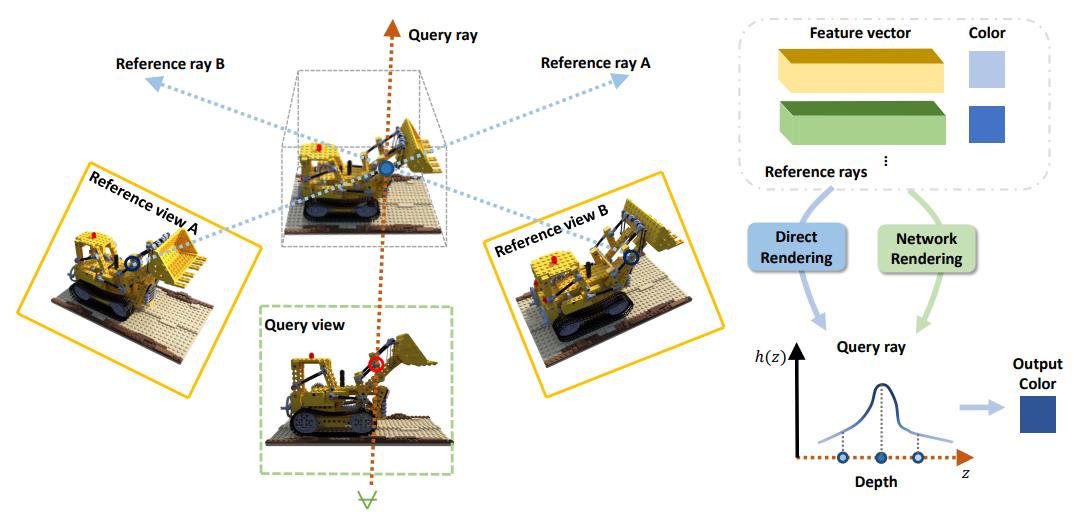 Query ray
Reference ray B
Reference ray A
Reference view A
Reference view B
Query view
Feature vector
Color
⋮
Reference rays
Direct
Rendering
Network
Rendering
Query ray
h(z)
Output
Color
z
Depth